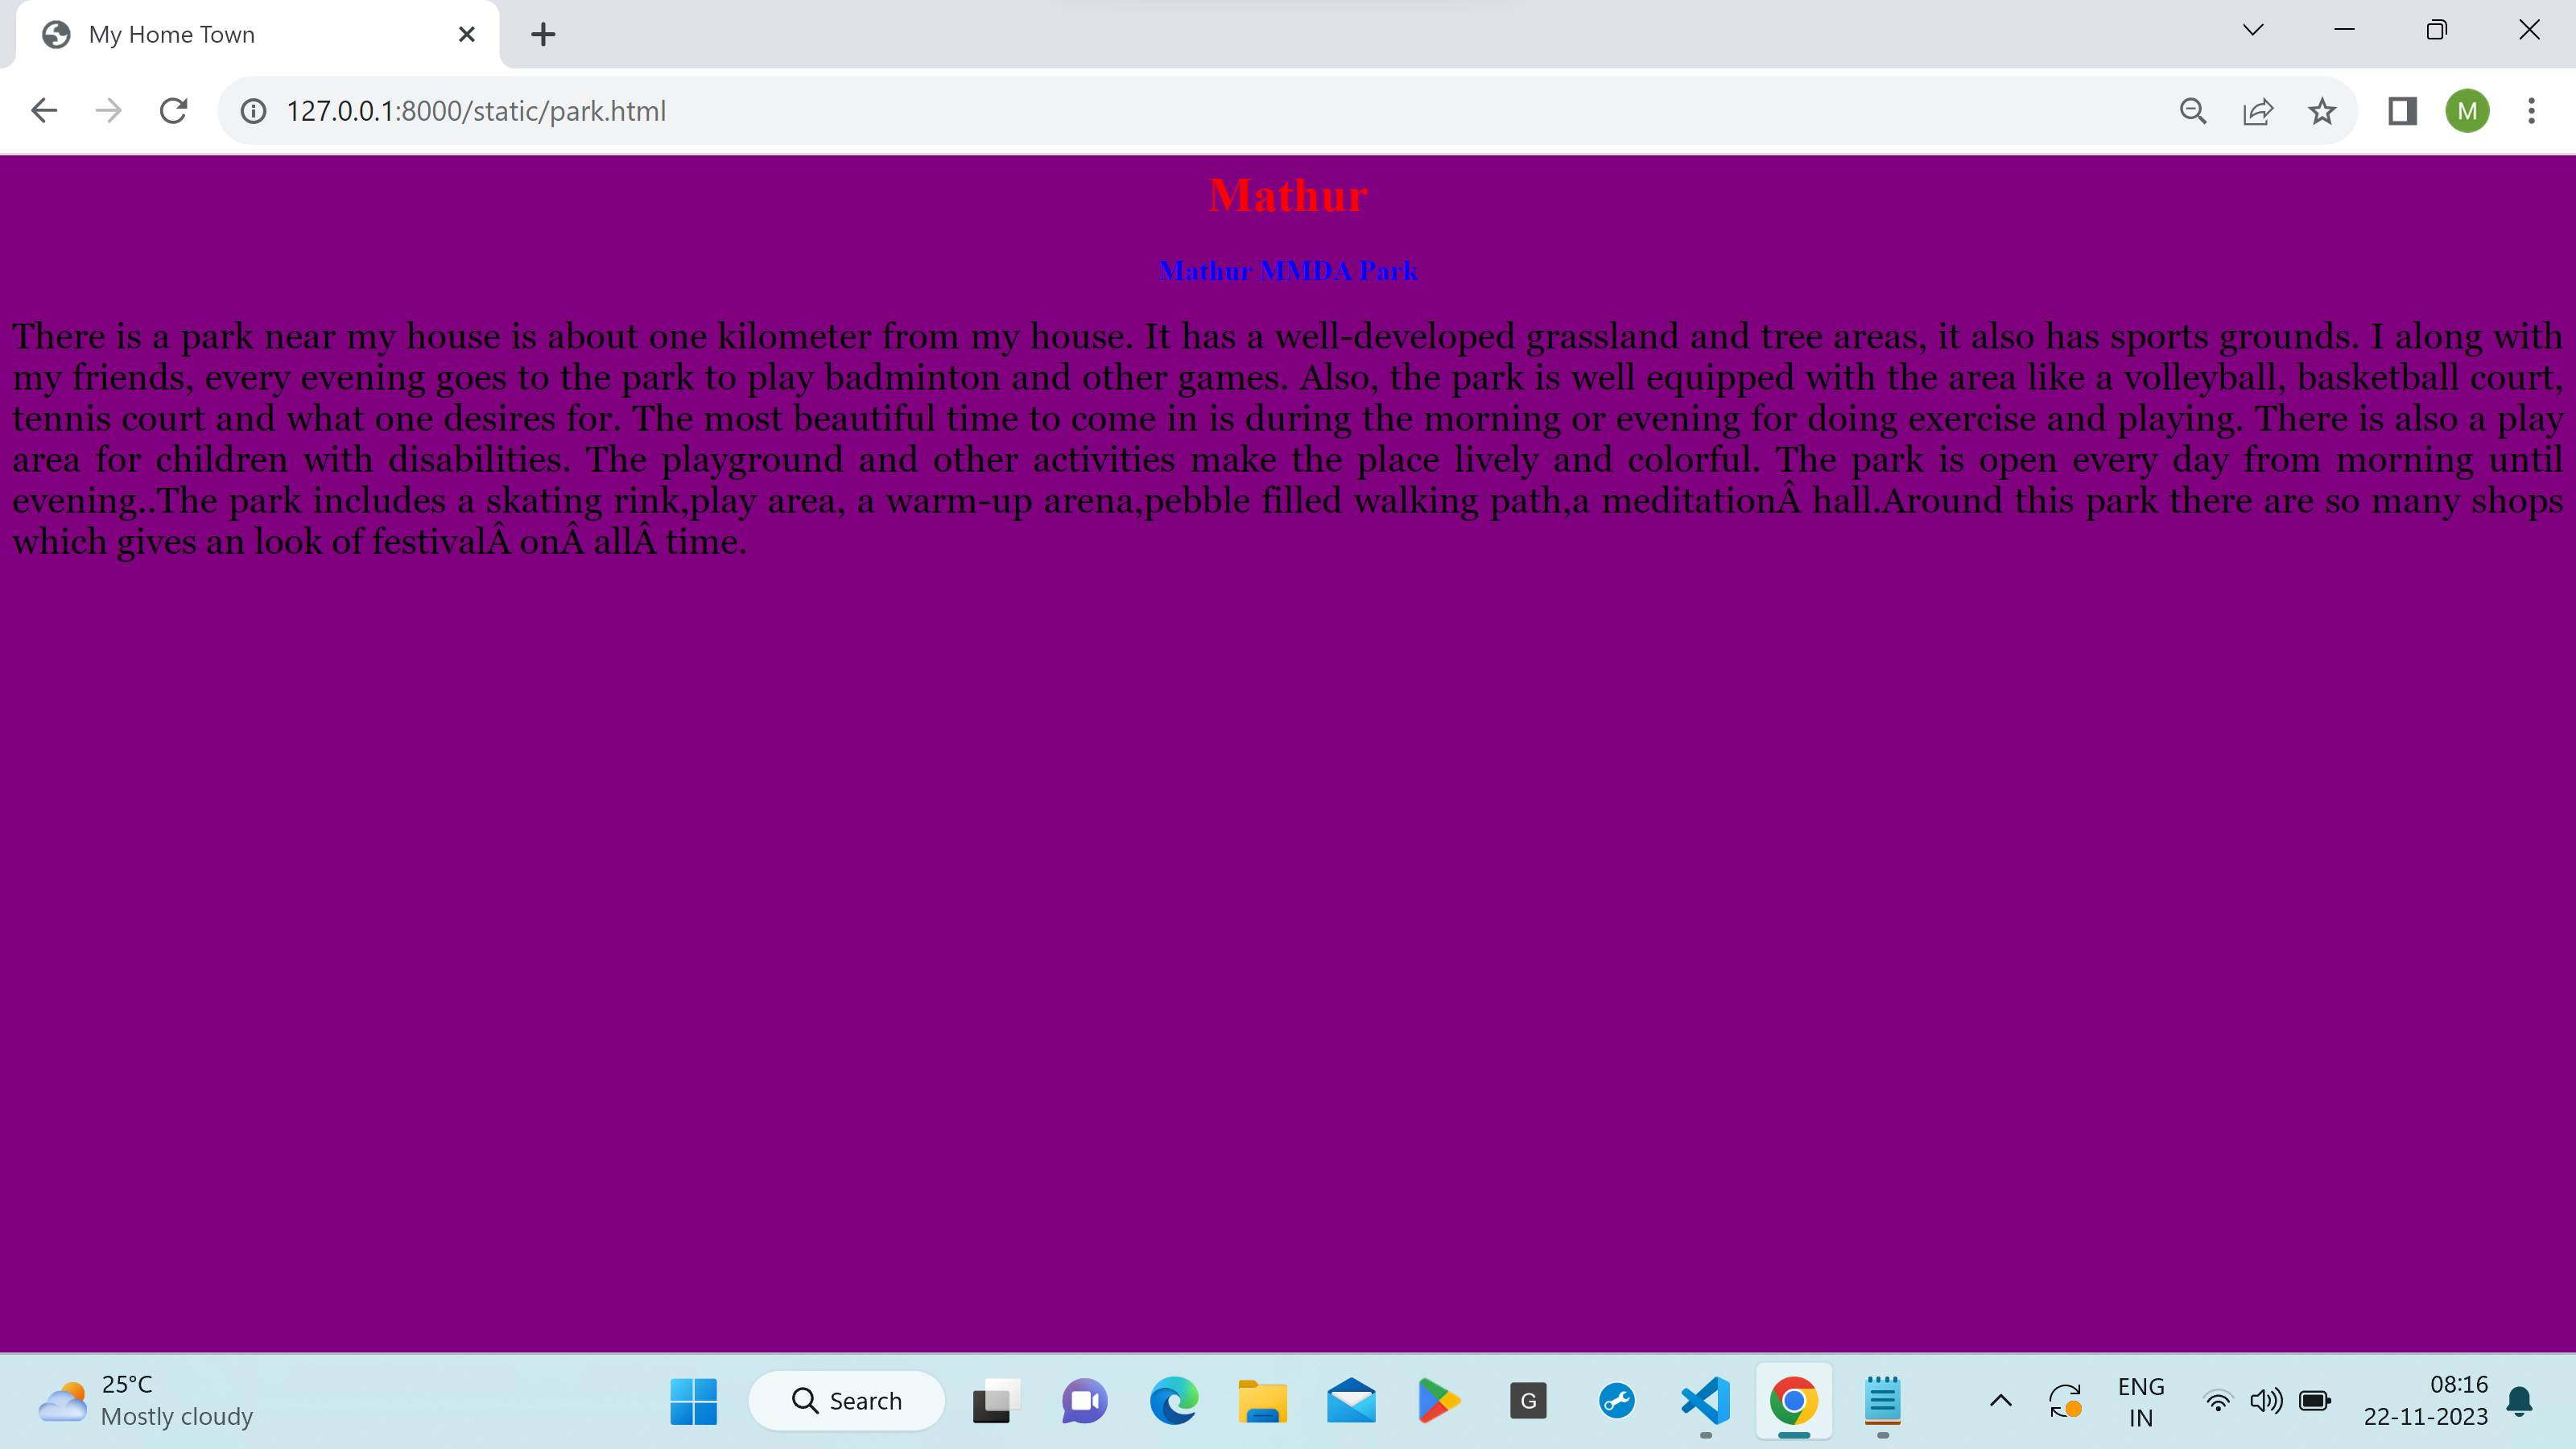 My Home Town
127.0.0.1:8000/static/park.html
M
Mathur
Mathur MMDA Park
There is a park near my house is about one kilometer from my house. It has a well-developed grassland and tree areas, it also has sports grounds. I along with
my friends, every evening goes to the park to play badminton and other games. Also, the park is well equipped with the area like a volleyball, basketball court,
tennis court and what one desires for. The most beautiful time to come in is during the morning or evening for doing exercise and playing. There is also a play
area for children with disabilities. The playground and other activities make the place lively and colorful. The park is open every day from morning until
evening..The park includes a skating rink,play area, a warm-up arena,pebble filled walking path,a meditationÂ hall.Around this park there are so many shops
which gives an look of festivalÂ onÂ allÂ time.
25°C
Mostly cloudy
Search
G
ENG
IN
08:16
22-11-2023